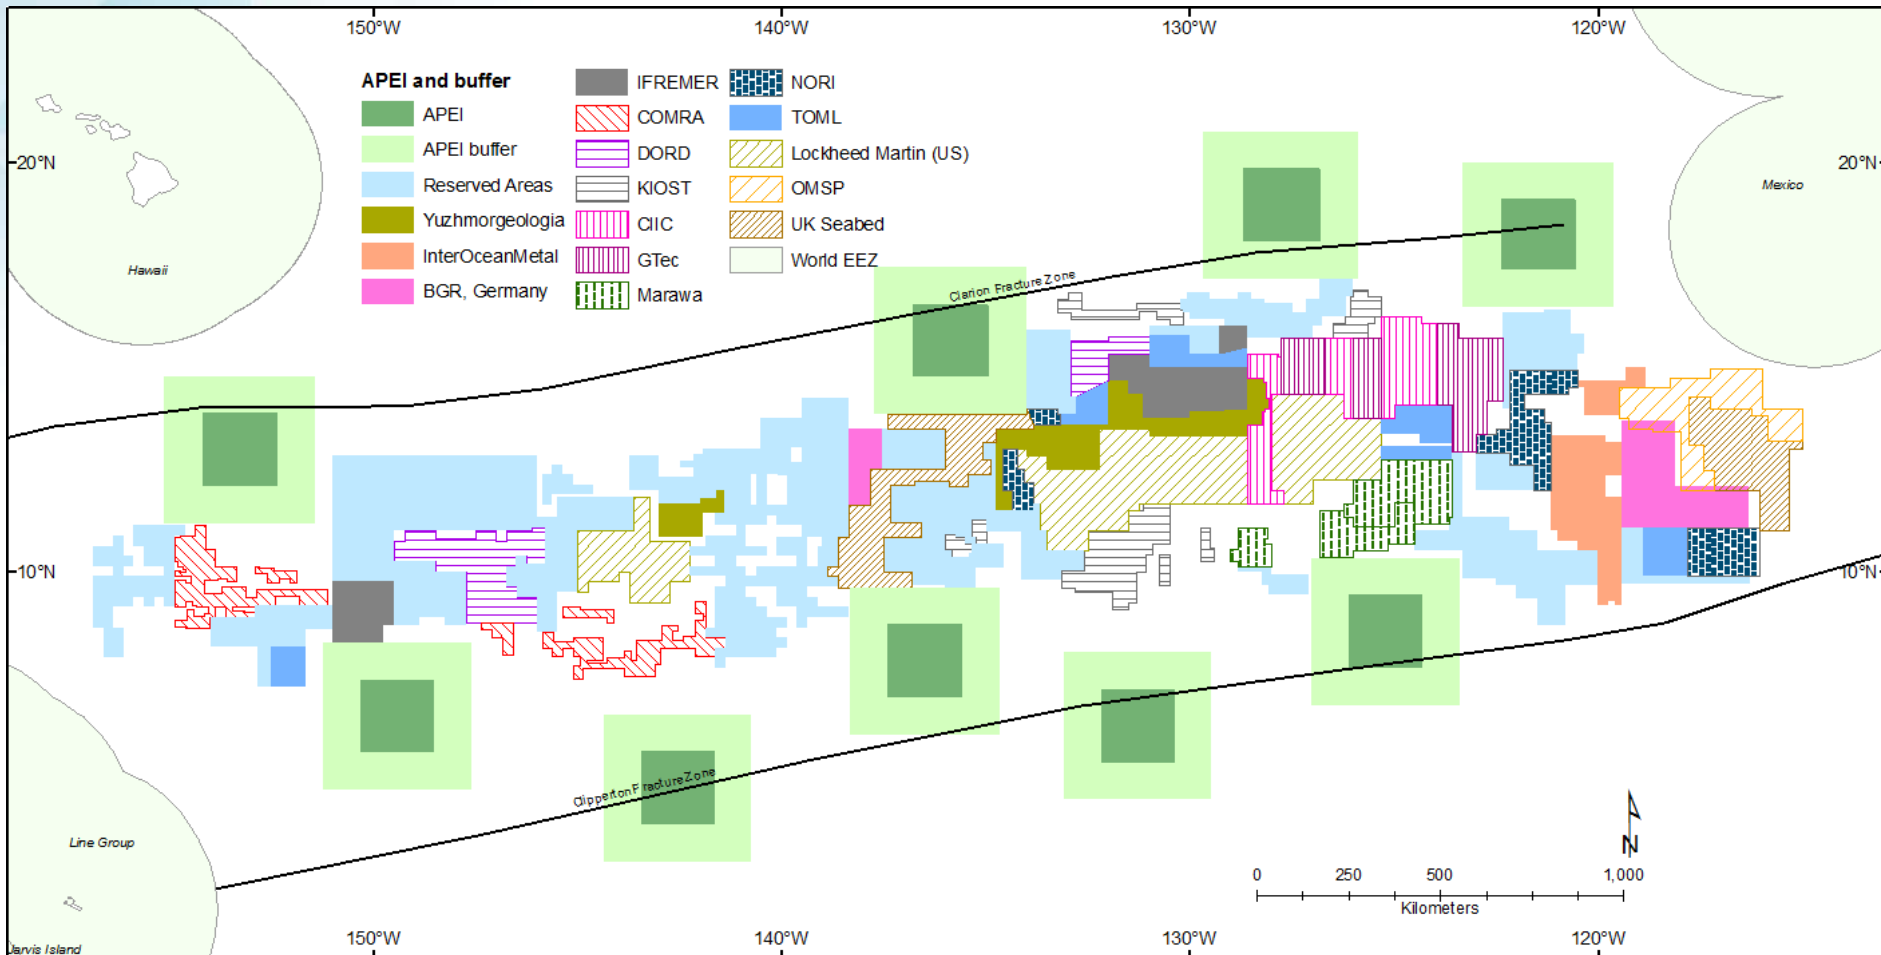 150°W
140°W
130°W
120°W
20°N
20°N
APEI and buffer
APEI
APEI buffer
Reserved Areas
Yuzhmorgeologia
InterOceanMetal
BGR, Germany
IFREMER
COMRA
DORD
KIOST
CIIC
GTec
Marawa
NORI
TOML
Lockheed Martin (US)
OMSP
UK Seabed
World EEZ
Mexico
Hawaii
Clarion Fracture Zone
10°N
10°N
Clipperton Fracture Zone
Line Group
N
0 250 500 1,000
Kilometers
Jarvis Island
150°W
140°W
130°W
120°W